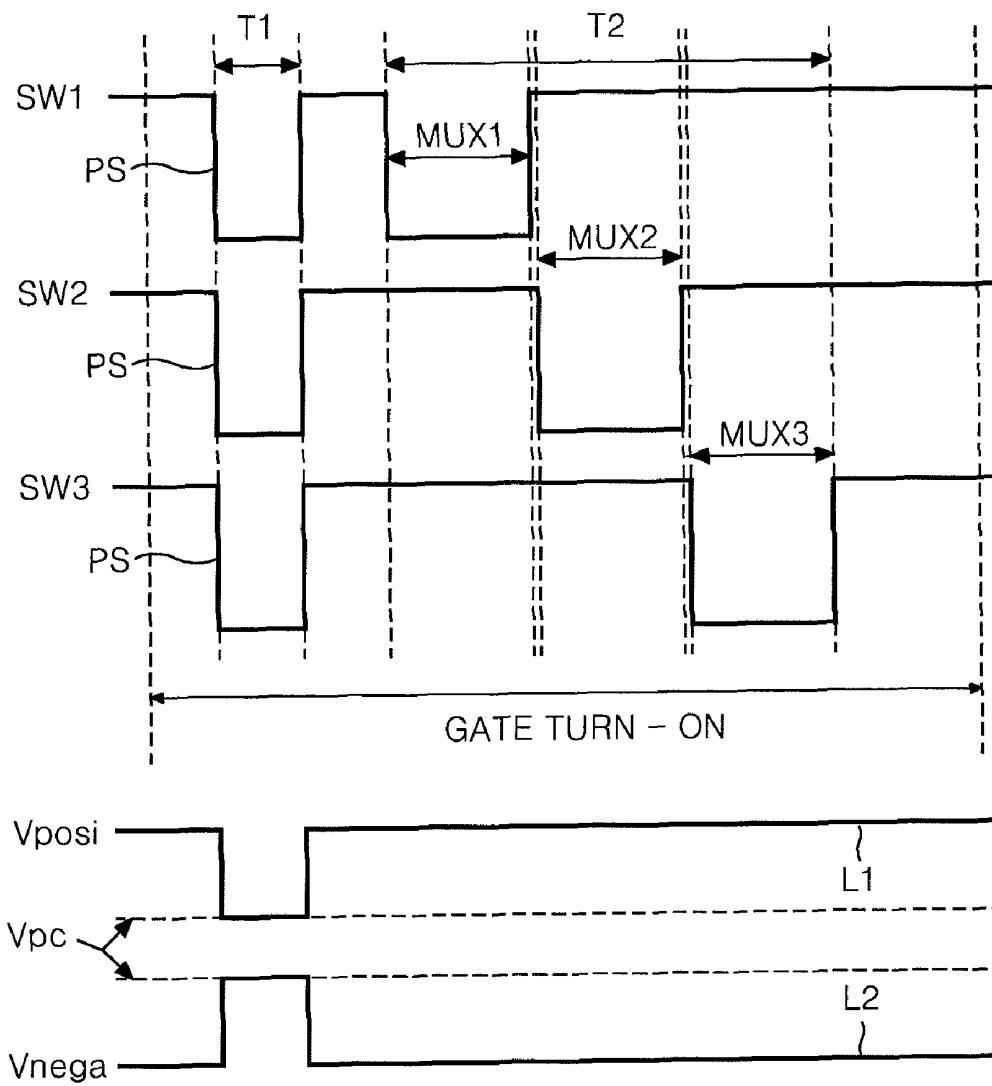 T1
T2
SW1
MUX1
PS
MUX2
SW2
PS
MUX3
SW3
PS
GATE TURN – ON
Vposi
L1
Vpc
L2
Vnega